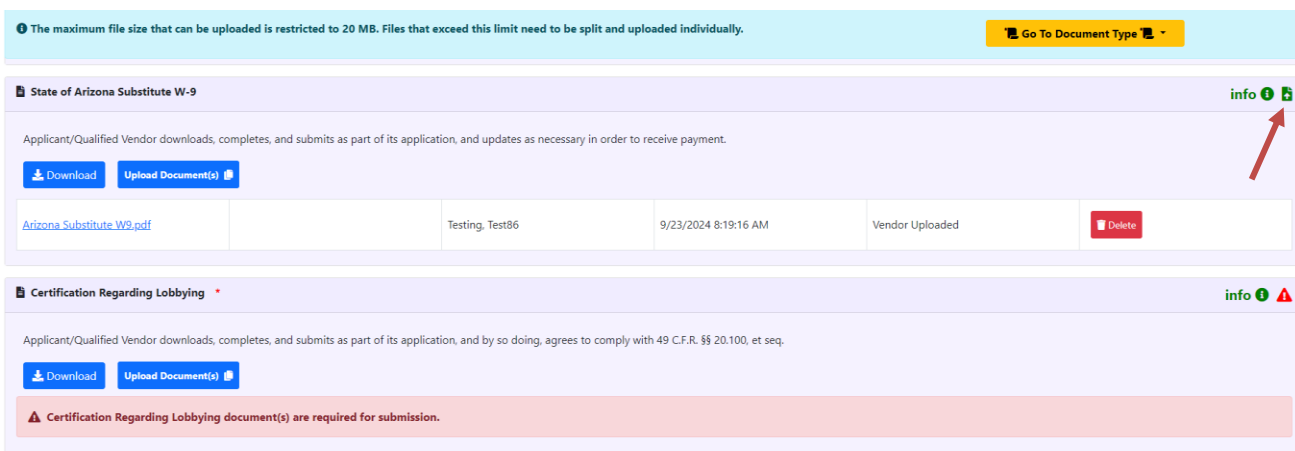 The maximum file size that can be uploaded is restricted to 20 MB. Files that exceed this limit need to be split and uploaded individually.
Go To Document Type
State of Arizona Substitute W-9
info
Applicant/Qualified Vendor downloads, completes, and submits as part of its application, and updates as necessary in order to receive payment.
Download Upload Document(s)
Arizona Substitute W9.pdf Testing, Test86 9/23/2024 8:19:16 AM Vendor Uploaded Delete
Certification Regarding Lobbying *
info
Applicant/Qualified Vendor downloads, completes, and submits as part of its application, and by so doing, agrees to comply with 49 C.F.R. §§ 20.100, et seq.
Download Upload Document(s)
Certification Regarding Lobbying document(s) are required for submission.